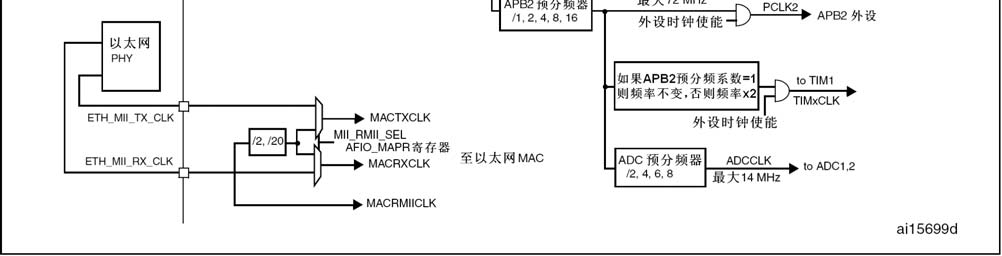 APB2 预分频器
/1, 2, 4, 8, 16
最大72 MHz
外设时钟使能
PCLK2
APB2 外设
以太网
PHY
如果APB2预分频系数=1
则频率不变,否则频率x2
to TIM1
TIMxCLK
外设时钟使能
ETH_MII_TX_CLK
MACTXCLK
/2, /20
MII_RMII_SEL
AFIO_MAPR寄存器
ETH_MII_RX_CLK
MACRXCLK
至以太网MAC
MACRMIICLK
ADC 预分频器
/2, 4, 6, 8
ADCCLK
最大14 MHz
to ADC1,2
ai15699d